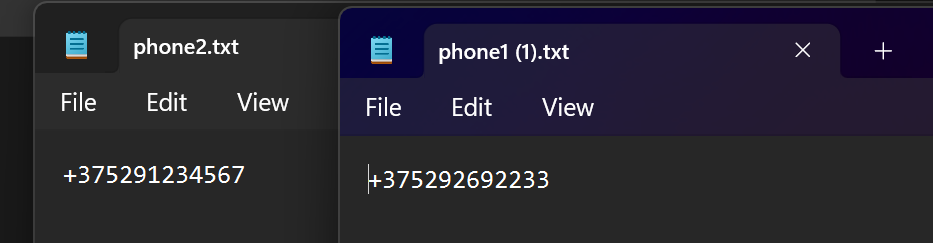 phone2.txt
File Edit View
+375291234567
phone1 (1).txt
File Edit View
+375292692233